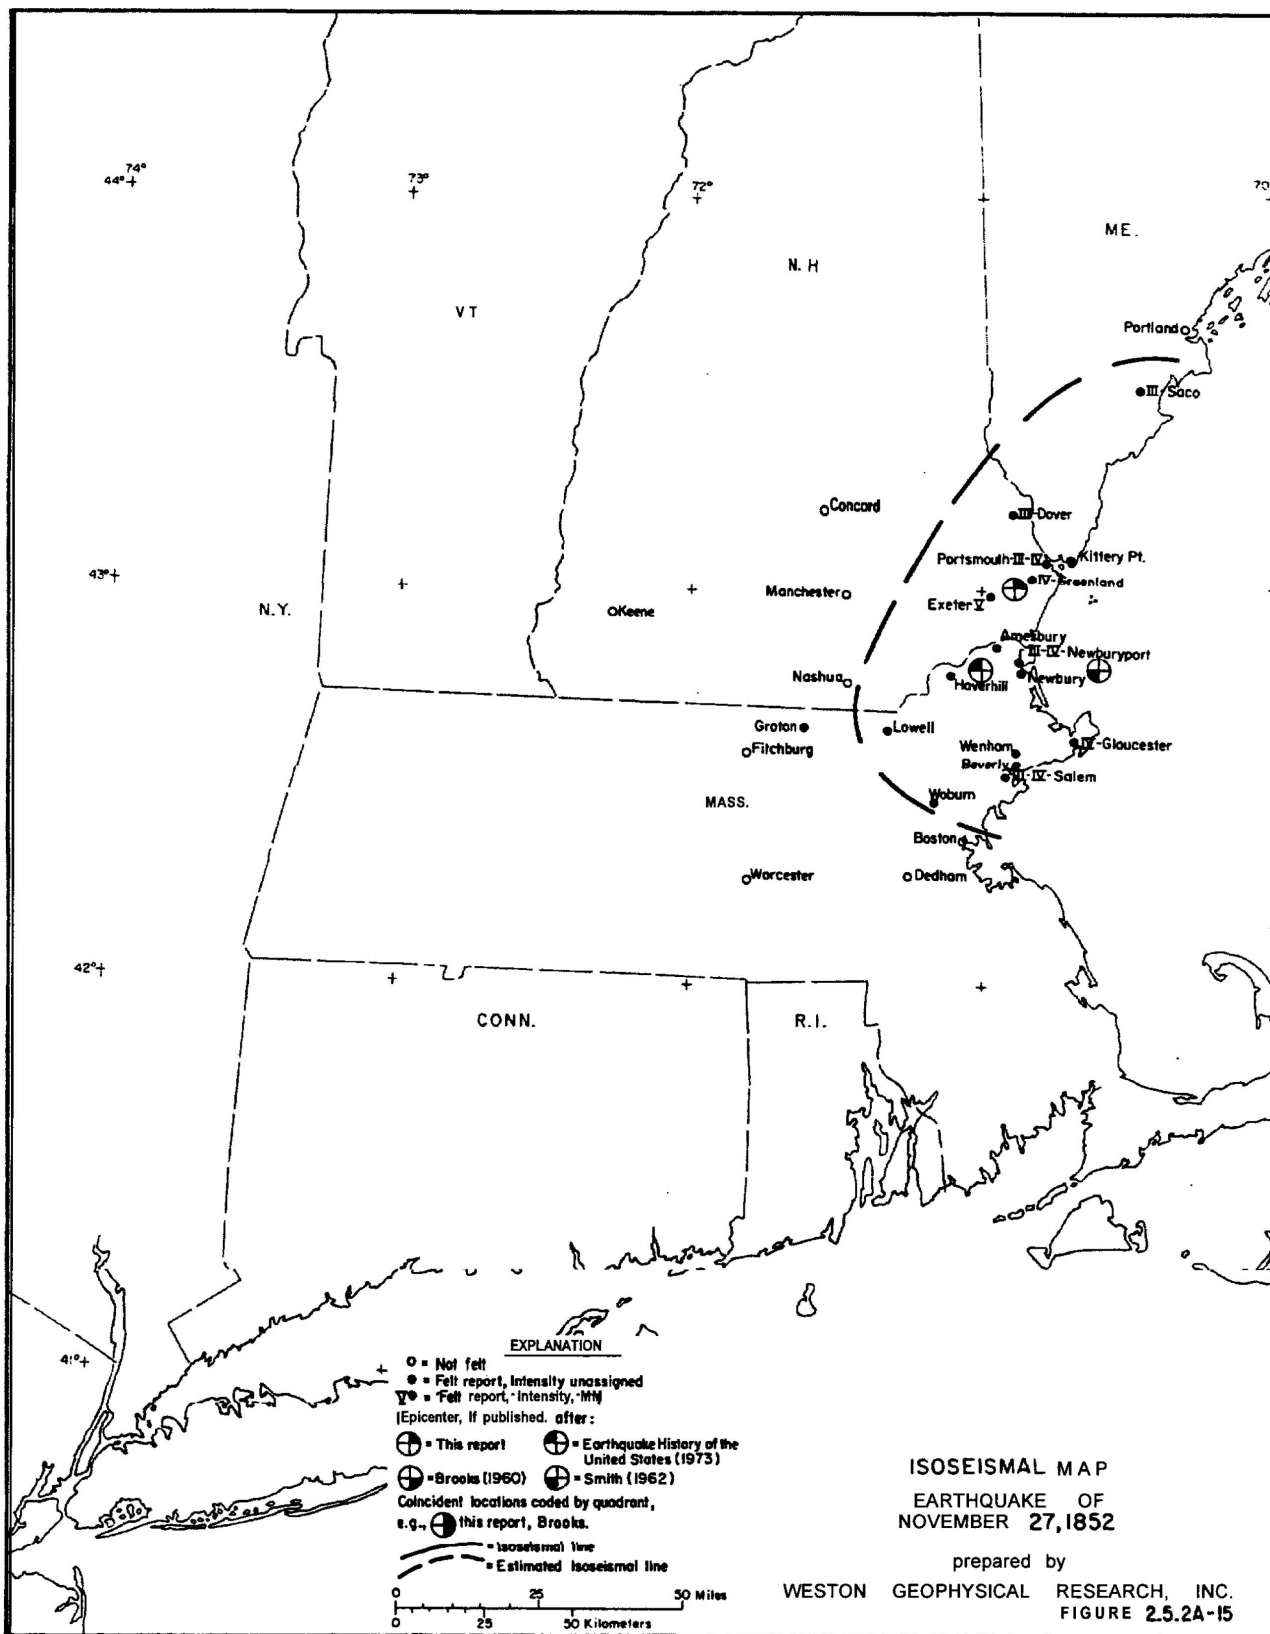 74°
44°
73°
72°
70
ME.
N. H
VT
Portland
III-Saco
Concord
III-Dover
Portsmouth-III-IV
Kittery Pt.
43°
Manchester
IV-Greenland
Exeter V
N.Y.
Keene
Amesbury
III-IV-Newburyport
Nashua
Haverhill
Newbury
Groton
Lowell
Fitchburg
Wenham
IV-Gloucester
Beverly
III-IV-Salem
MASS.
Woburn
Boston
Worcester
Dedham
42°
CONN.
R.I.
41°
EXPLANATION
o = Not felt
● = Felt report, Intensity unassigned
V● = Felt report, Intensity, MM
Epicenter, If published. after:
= This report
= Earthquake History of the
United States (1973)
= Brooks (1960)
= Smith (1962)
Coincident locations coded by quadrant,
e.g., this report, Brooks.
= Isoseismal line
= Estimated Isoseismal line
0 25 50 Miles
0 25 50 Kilometers
ISOSEISMAL MAP
EARTHQUAKE OF
NOVEMBER 27,1852
prepared by
WESTON GEOPHYSICAL RESEARCH, INC.
FIGURE 2.5.2A-15